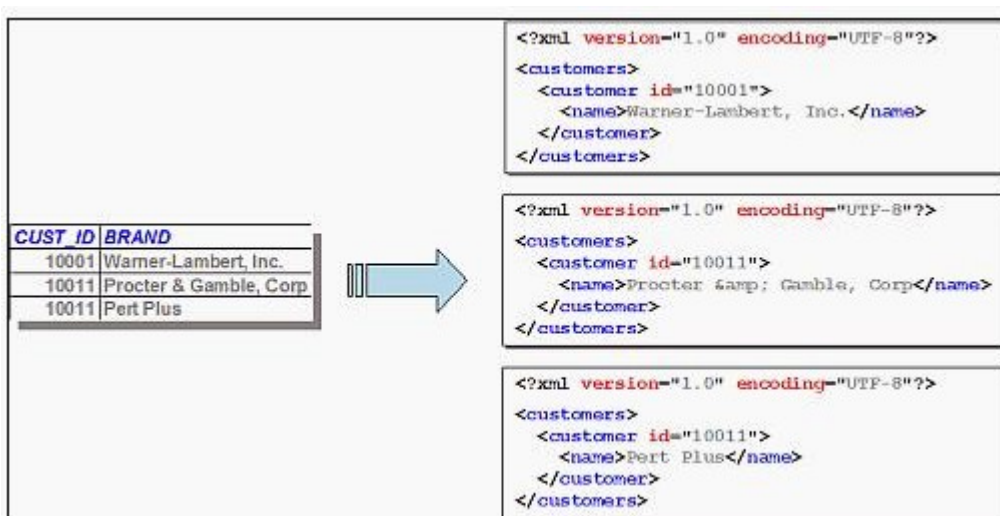 CUST_ID BRAND
10001 Warner-Lambert, Inc.
10011 Procter & Gamble, Corp
10011 Pert Plus
<?xml version="1.0" encoding="UTF-8"?>
<customers>
<customer id="10001">
<name>Warner-Lambert, Inc.</name>
</customer>
</customers>
<?xml version="1.0" encoding="UTF-8"?>
<customers>
<customer id="10011">
<name>Procter &amp; Gamble, Corp</name>
</customer>
</customers>
<?xml version="1.0" encoding="UTF-8"?>
<customers>
<customer id="10011">
<name>Pert Plus</name>
</customer>
</customers>